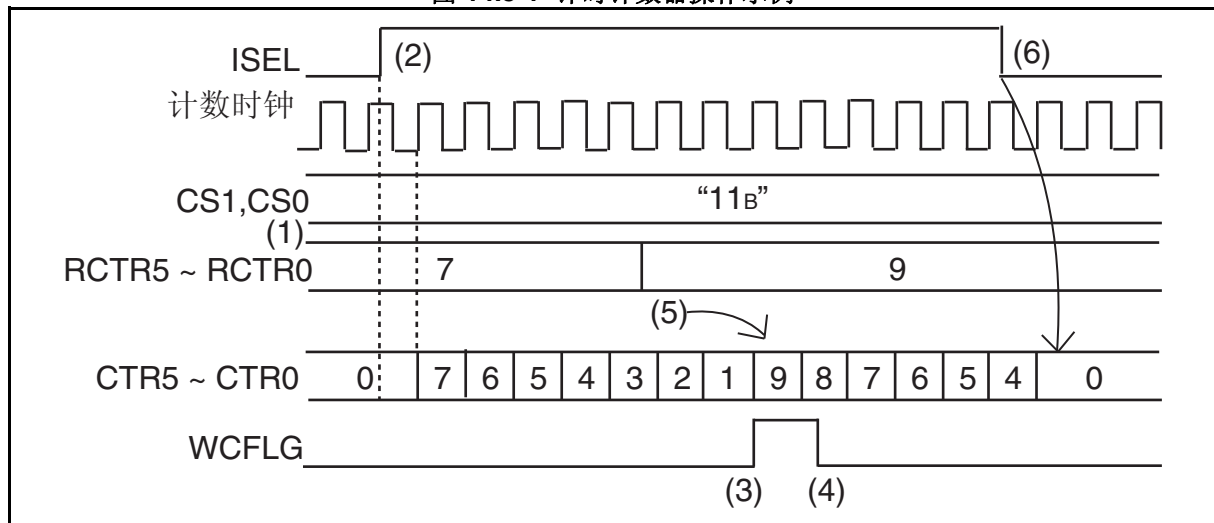 ISEL
(2)
(6)
计数时钟
CS1,CS0
“11B”
(1)
RCTR5 ~ RCTR0
7
9
(5)
CTR5 ~ CTR0
0 7 6 5 4 3 2 1 9 8 7 6 5 4 0
WCFLG
(3) (4)